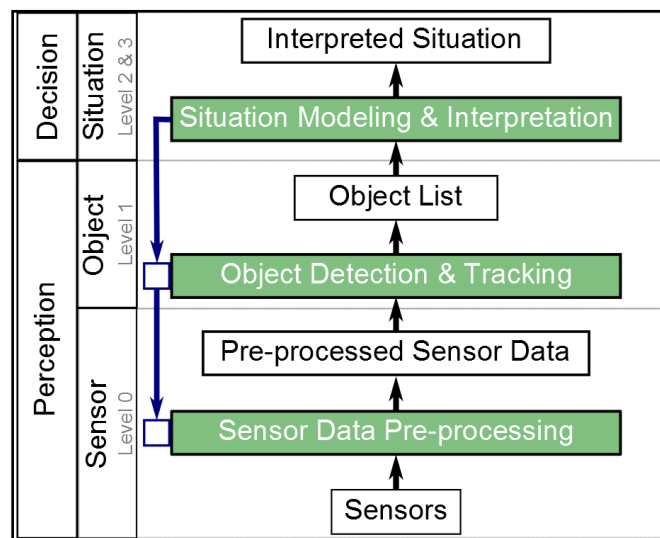 Decision
Situation
Level 2 & 3
Interpreted Situation
Situation Modeling & Interpretation
Perception
Object
Level 1
Object List
Object Detection & Tracking
Sensor
Level 0
Pre-processed Sensor Data
Sensor Data Pre-processing
Sensors